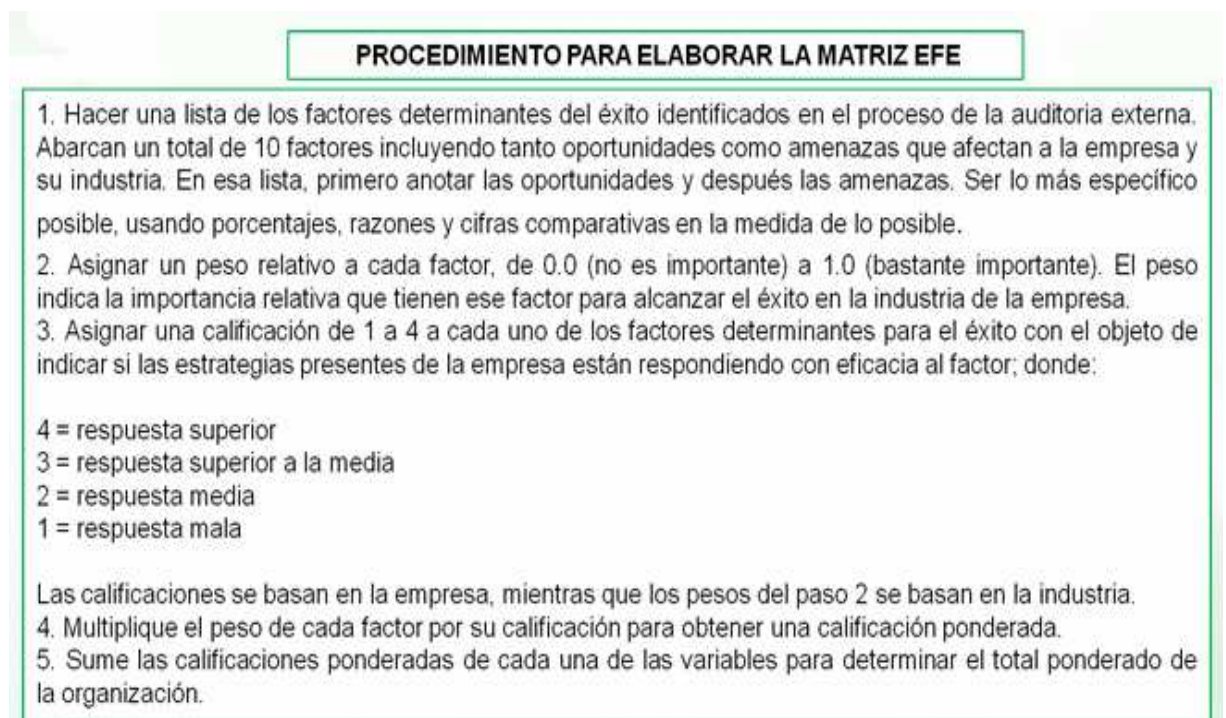 PROCEDIMIENTO PARA ELABORAR LA MATRIZ EFE
1. Hacer una lista de los factores determinantes del éxito identificados en el proceso de la auditoria externa.
Abarcan un total de 10 factores incluyendo tanto oportunidades como amenazas que afectan a la empresa y
su industria. En esa lista, primero anotar las oportunidades y después las amenazas. Ser lo más específico
posible, usando porcentajes, razones y cifras comparativas en la medida de lo posible.
2. Asignar un peso relativo a cada factor, de 0.0 (no es importante) a 1.0 (bastante importante). El peso
indica la importancia relativa que tienen ese factor para alcanzar el éxito en la industria de la empresa.
3. Asignar una calificación de 1 a 4 a cada uno de los factores determinantes para el éxito con el objeto de
indicar si las estrategias presentes de la empresa están respondiendo con eficacia al factor; donde:
4 = respuesta superior
3 = respuesta superior a la media
2 = respuesta media
1 = respuesta mala
Las calificaciones se basan en la empresa, mientras que los pesos del paso 2 se basan en la industria.
4. Multiplique el peso de cada factor por su calificación para obtener una calificación ponderada.
5. Sume las calificaciones ponderadas de cada una de las variables para determinar el total ponderado de
la organización.